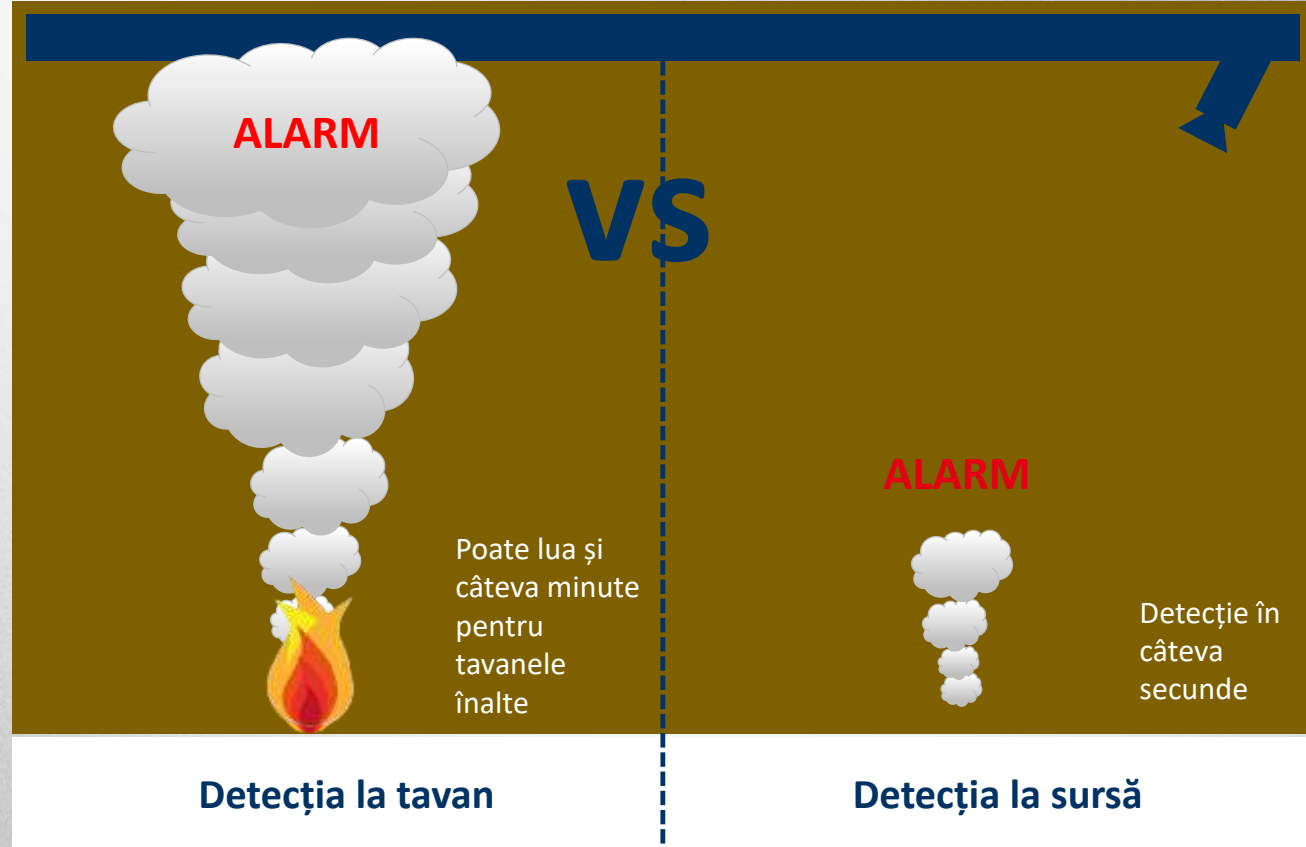 ALARM
VS
Poate lua și
câteva minute
pentru
tavanele
înalte
ALARM
Detecție în
câteva
secunde
Detecția la tavan
Detecția la sursă